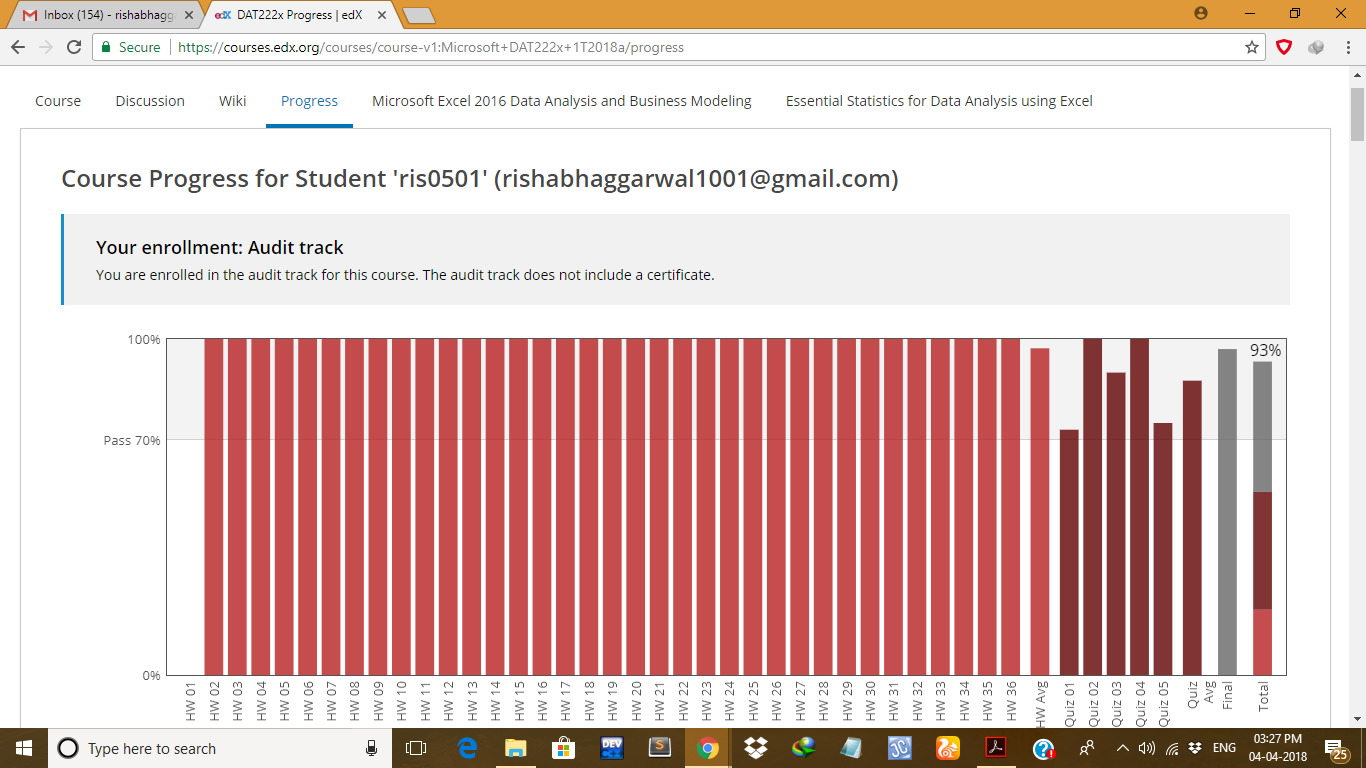 Inbox (154) - rishabhagg
edX DAT222x Progress | edX
Secure https://courses.edx.org/courses/course-v1:Microsoft+DAT222x+1T2018a/progress
Course Discussion Wiki Progress Microsoft Excel 2016 Data Analysis and Business Modeling Essential Statistics for Data Analysis using Excel
Course Progress for Student 'ris0501' (rishabhaggarwal1001@gmail.com)
Your enrollment: Audit track
You are enrolled in the audit track for this course. The audit track does not include a certificate.
100%
93%
Pass 70%
0%
HW 01
HW 02
HW 03
HW 04
HW 05
HW 06
HW 07
HW 08
HW 09
HW 10
HW 11
HW 12
HW 13
HW 14
HW 15
HW 16
HW 17
HW 18
HW 19
HW 20
HW 21
HW 22
HW 23
HW 24
HW 25
HW 26
HW 27
HW 28
HW 29
HW 30
HW 31
HW 32
HW 33
HW 34
HW 35
HW 36
HW Avg
Quiz 01
Quiz 02
Quiz 03
Quiz 04
Quiz 05
Quiz
Avg
Final
Total
Type here to search
DEV
S
JC
ENG
03:27 PM
04-04-2018
25